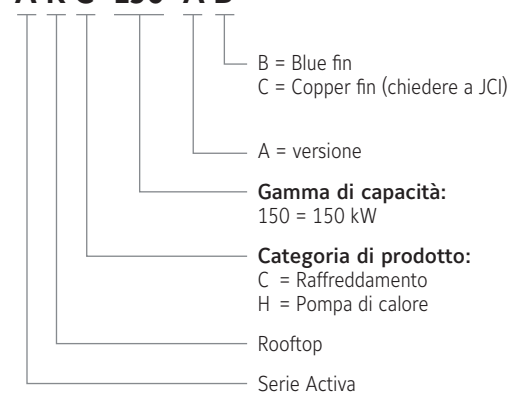 A R C 150 A B
B = Blue fin
C = Copper fin (chiedere a JCI)
A = versione
Gamma di capacità:
150 = 150 kW
Categoria di prodotto:
C = Raffreddamento
H = Pompa di calore
Rooftop
Serie Activa